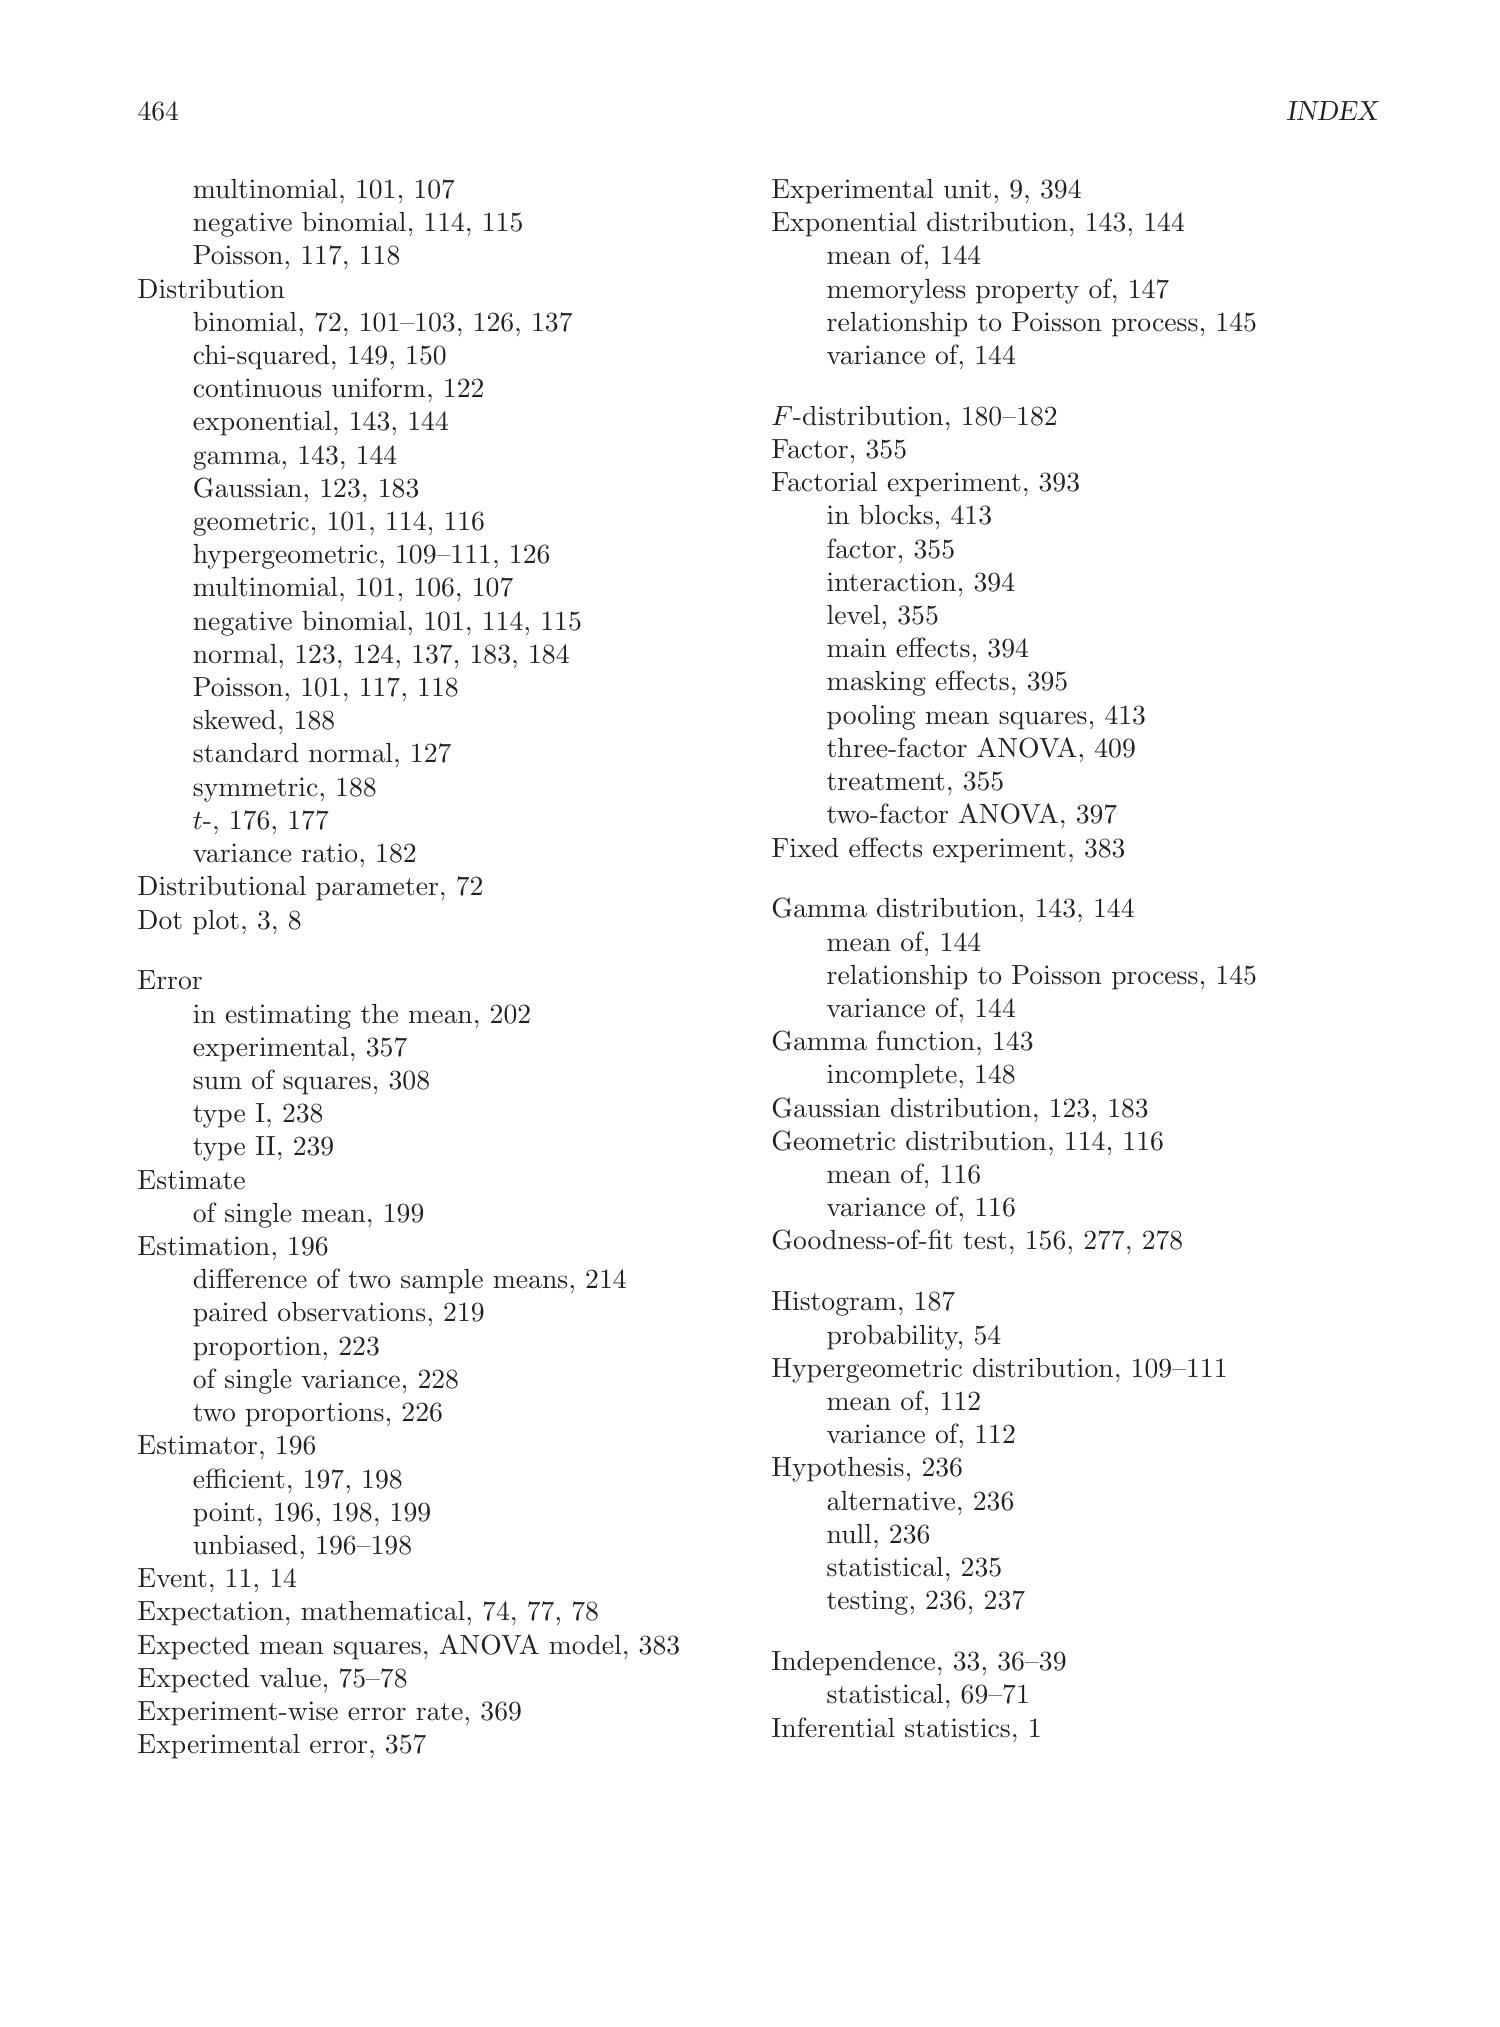 464
INDEX
multinomial, 101, 107
negative binomial, 114, 115
Poisson, 117, 118
Distribution
binomial, 72, 101–103, 126, 137
chi-squared, 149, 150
continuous uniform, 122
exponential, 143, 144
gamma, 143, 144
Gaussian, 123, 183
geometric, 101, 114, 116
hypergeometric, 109–111, 126
multinomial, 101, 106, 107
negative binomial, 101, 114, 115
normal, 123, 124, 137, 183, 184
Poisson, 101, 117, 118
skewed, 188
standard normal, 127
symmetric, 188
t-, 176, 177
variance ratio, 182
Distributional parameter, 72
Dot plot, 3, 8
Error
in estimating the mean, 202
experimental, 357
sum of squares, 308
type I, 238
type II, 239
Estimate
of single mean, 199
Estimation, 196
difference of two sample means, 214
paired observations, 219
proportion, 223
of single variance, 228
two proportions, 226
Estimator, 196
efficient, 197, 198
point, 196, 198, 199
unbiased, 196–198
Event, 11, 14
Expectation, mathematical, 74, 77, 78
Expected mean squares, ANOVA model, 383
Expected value, 75–78
Experiment-wise error rate, 369
Experimental error, 357
Experimental unit, 9, 394
Exponential distribution, 143, 144
mean of, 144
memoryless property of, 147
relationship to Poisson process, 145
variance of, 144
F-distribution, 180–182
Factor, 355
Factorial experiment, 393
in blocks, 413
factor, 355
interaction, 394
level, 355
main effects, 394
masking effects, 395
pooling mean squares, 413
three-factor ANOVA, 409
treatment, 355
two-factor ANOVA, 397
Fixed effects experiment, 383
Gamma distribution, 143, 144
mean of, 144
relationship to Poisson process, 145
variance of, 144
Gamma function, 143
incomplete, 148
Gaussian distribution, 123, 183
Geometric distribution, 114, 116
mean of, 116
variance of, 116
Goodness-of-fit test, 156, 277, 278
Histogram, 187
probability, 54
Hypergeometric distribution, 109–111
mean of, 112
variance of, 112
Hypothesis, 236
alternative, 236
null, 236
statistical, 235
testing, 236, 237
Independence, 33, 36–39
statistical, 69–71
Inferential statistics, 1